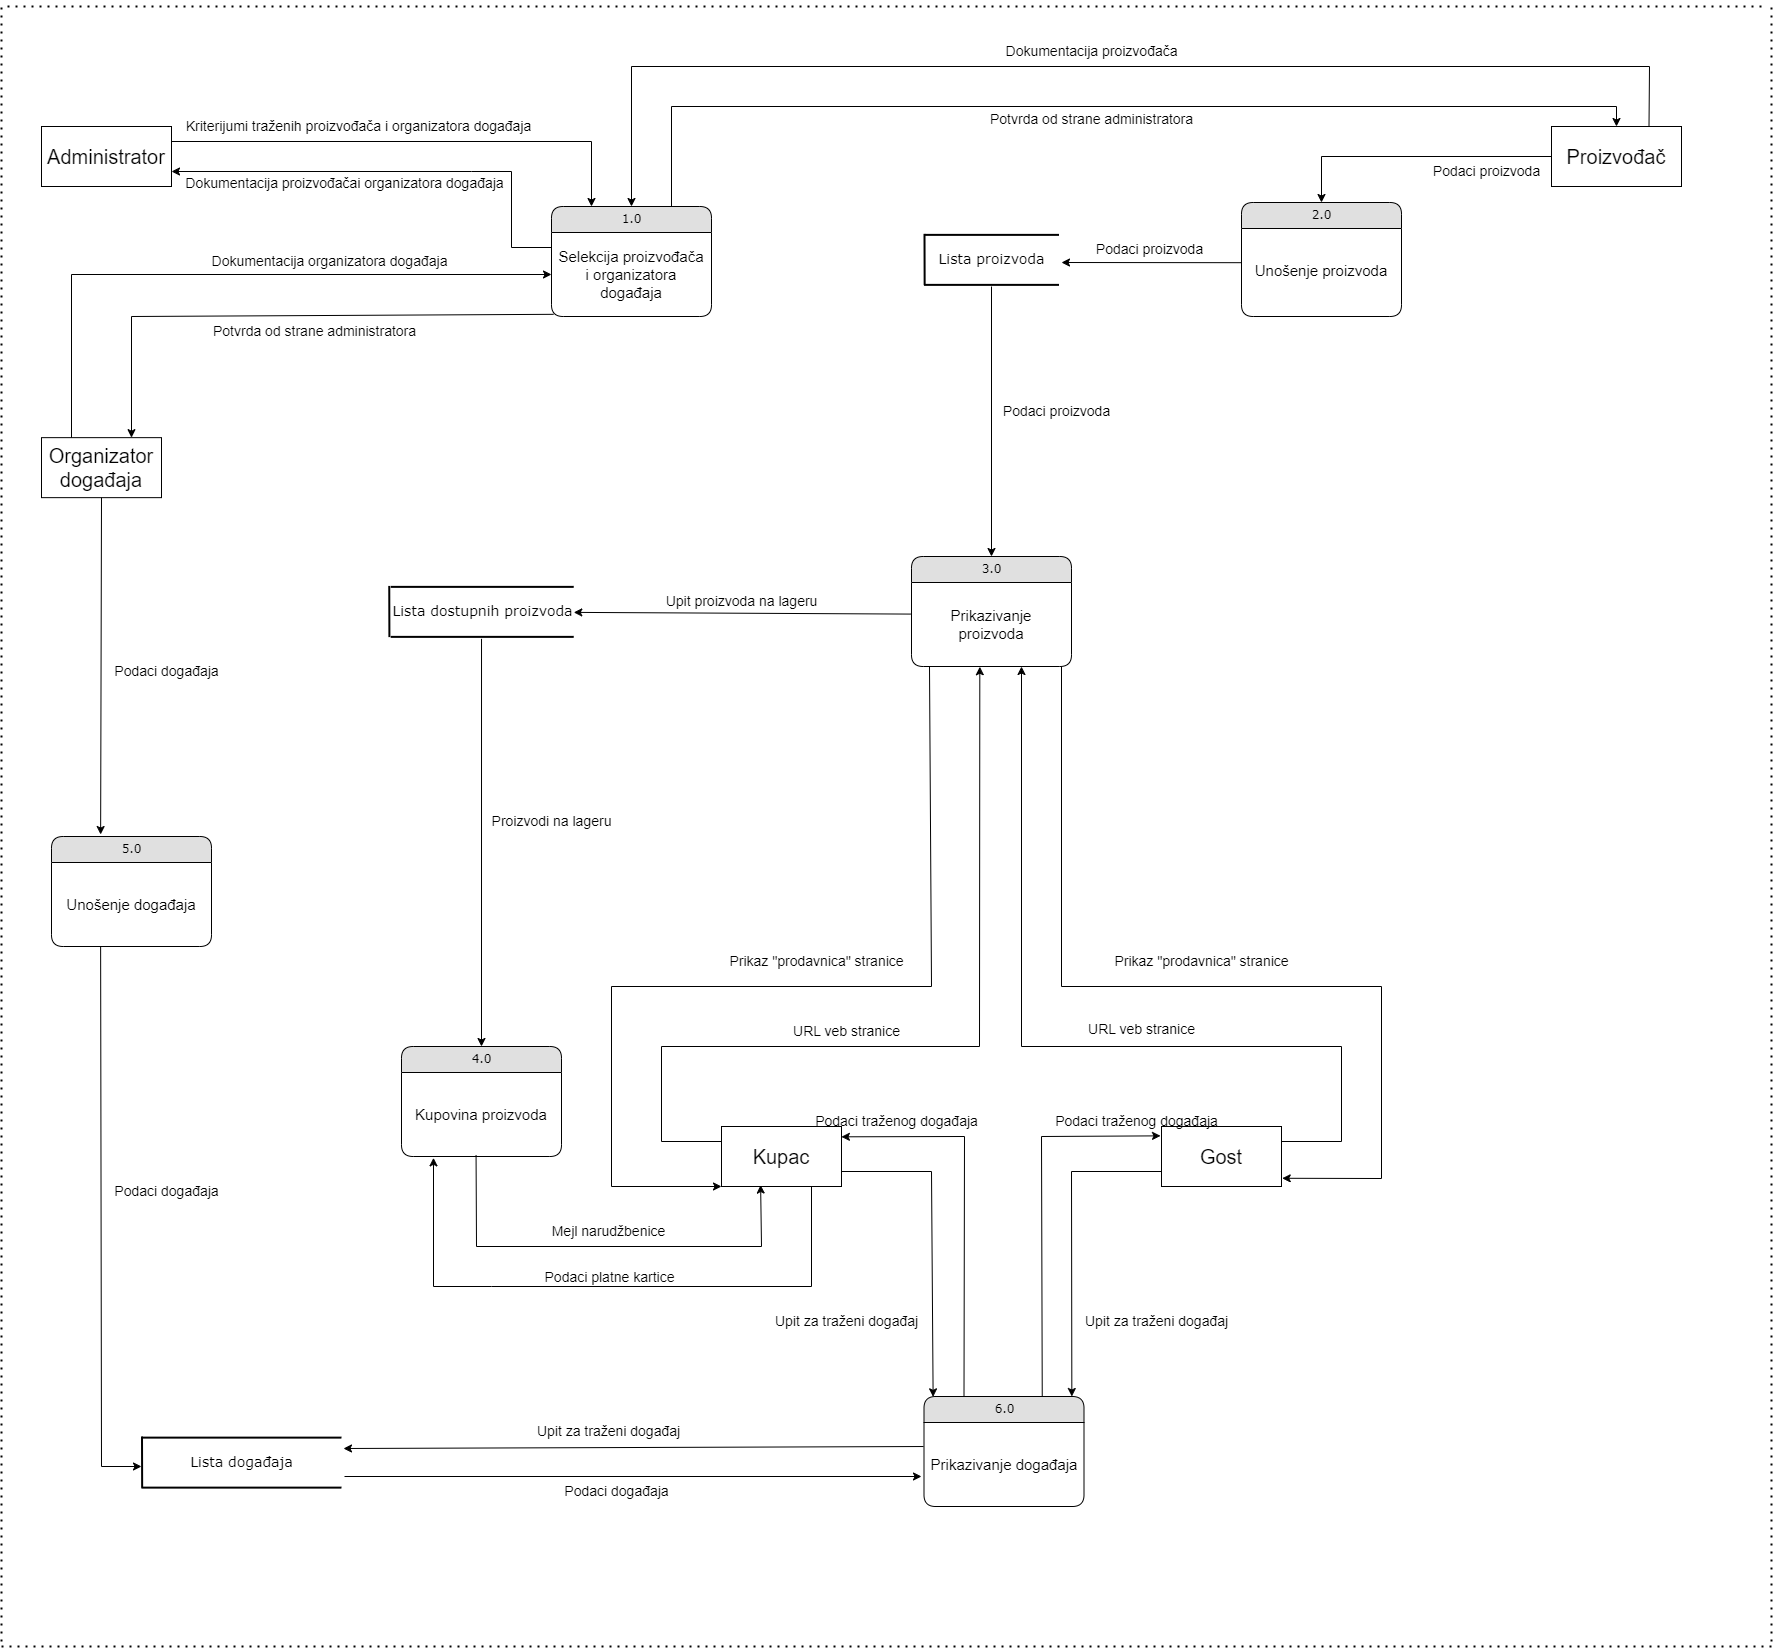 Dokumentacija proizvođača
Potvrda od strane administratora
Kriterijumi traženih proizvođača i organizatora događaja
Administrator
Proizvođač
Podaci proizvoda
Dokumentacija proizvođačai organizatora događaja
1.0
Selekcija proizvođača
i organizatora
događaja
2.0
Unošenje proizvoda
Podaci proizvoda
Lista proizvoda
Dokumentacija organizatora događaja
Potvrda od strane administratora
Podaci proizvoda
Organizator
događaja
3.0
Prikazivanje
proizvoda
Upit proizvoda na lageru
Lista dostupnih proizvoda
Podaci događaja
Proizvodi na lageru
5.0
Unošenje događaja
Prikaz "prodavnica" stranice
Prikaz "prodavnica" stranice
URL veb stranice
URL veb stranice
4.0
Kupovina proizvoda
Podaci traženog događaja
Podaci traženog događaja
Kupac
Gost
Podaci događaja
Mejl narudžbenice
Podaci platne kartice
Upit za traženi događaj
Upit za traženi događaj
6.0
Prikazivanje događaja
Upit za traženi događaj
Lista događaja
Podaci događaja